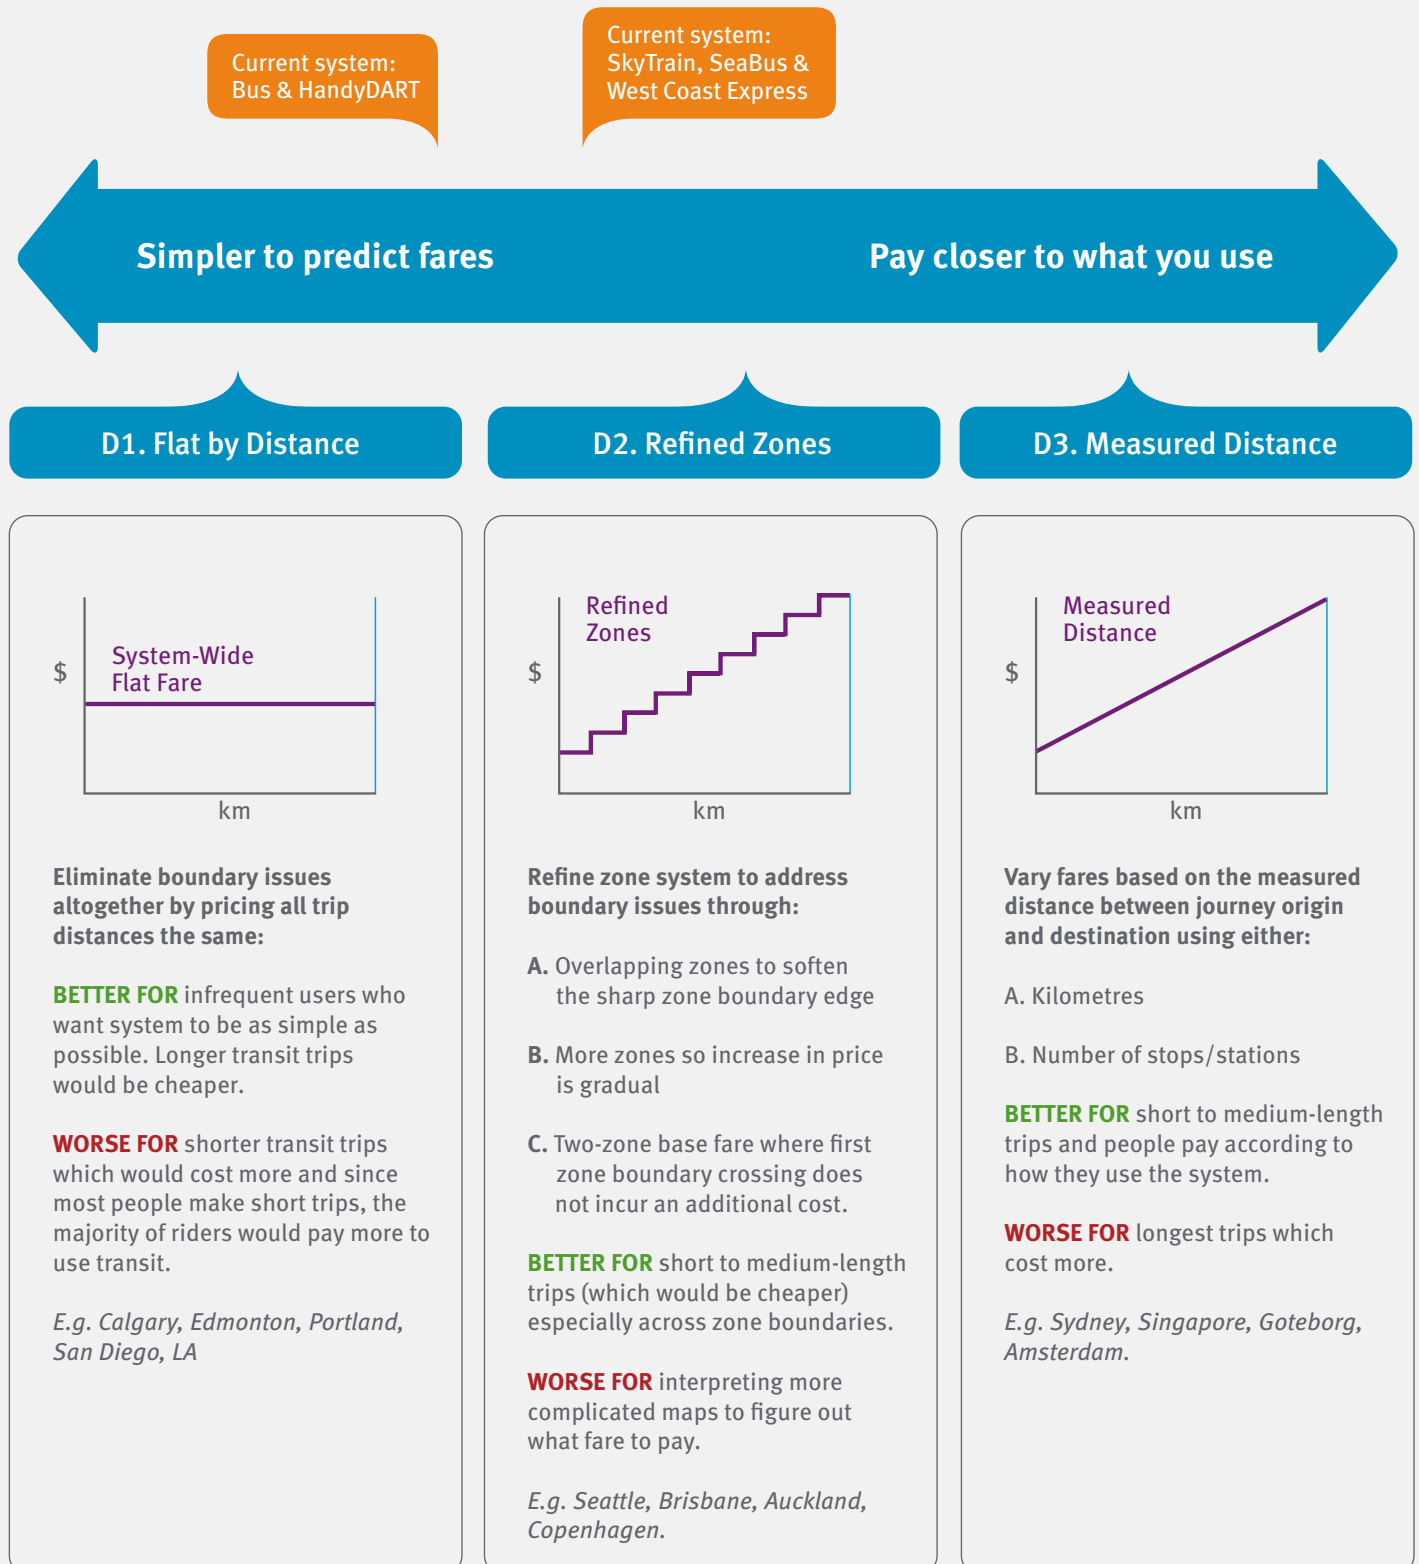 Current system:
Bus & HandyDART
Current system:
SkyTrain, SeaBus &
West Coast Express
Simpler to predict fares
Pay closer to what you use
D1. Flat by Distance
D2. Refined Zones
D3. Measured Distance
$
System-Wide
Flat Fare
km
Eliminate boundary issues
altogether by pricing all trip
distances the same:
BETTER FOR infrequent users who
want system to be as simple as
possible. Longer transit trips
would be cheaper.
WORSE FOR shorter transit trips
which would cost more and since
most people make short trips, the
majority of riders would pay more to
use transit.
E.g. Calgary, Edmonton, Portland,
San Diego, LA
$
Refined
Zones
km
Refine zone system to address
boundary issues through:
A. Overlapping zones to soften
the sharp zone boundary edge
B. More zones so increase in price
is gradual
C. Two-zone base fare where first
zone boundary crossing does
not incur an additional cost.
BETTER FOR short to medium-length
trips (which would be cheaper)
especially across zone boundaries.
WORSE FOR interpreting more
complicated maps to figure out
what fare to pay.
E.g. Seattle, Brisbane, Auckland,
Copenhagen.
$
Measured
Distance
km
Vary fares based on the measured
distance between journey origin
and destination using either:
A. Kilometres
B. Number of stops/stations
BETTER FOR short to medium-length
trips and people pay according to
how they use the system.
WORSE FOR longest trips which
cost more.
E.g. Sydney, Singapore, Goteborg,
Amsterdam.